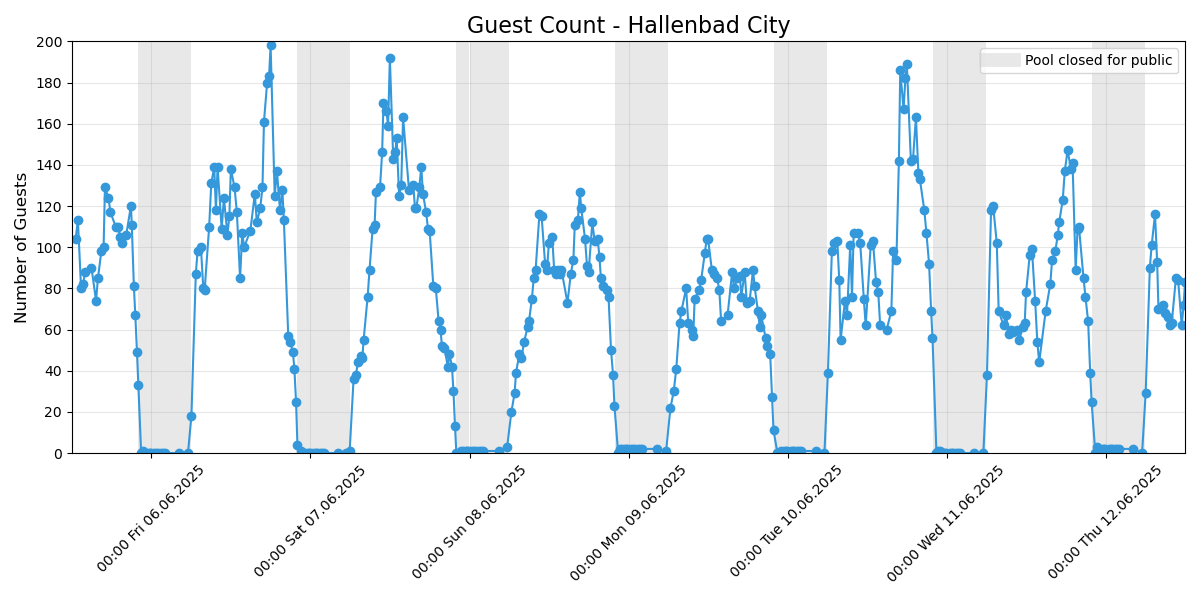 Guest Count - Hallenbad City
Pool closed for public
Number of Guests
200
180
160
140
120
100
80
60
40
20
0
00:00 Fri 06.06.2025
00:00 Sat 07.06.2025
00:00 Sun 08.06.2025
00:00 Mon 09.06.2025
00:00 Tue 10.06.2025
00:00 Wed 11.06.2025
00:00 Thu 12.06.2025